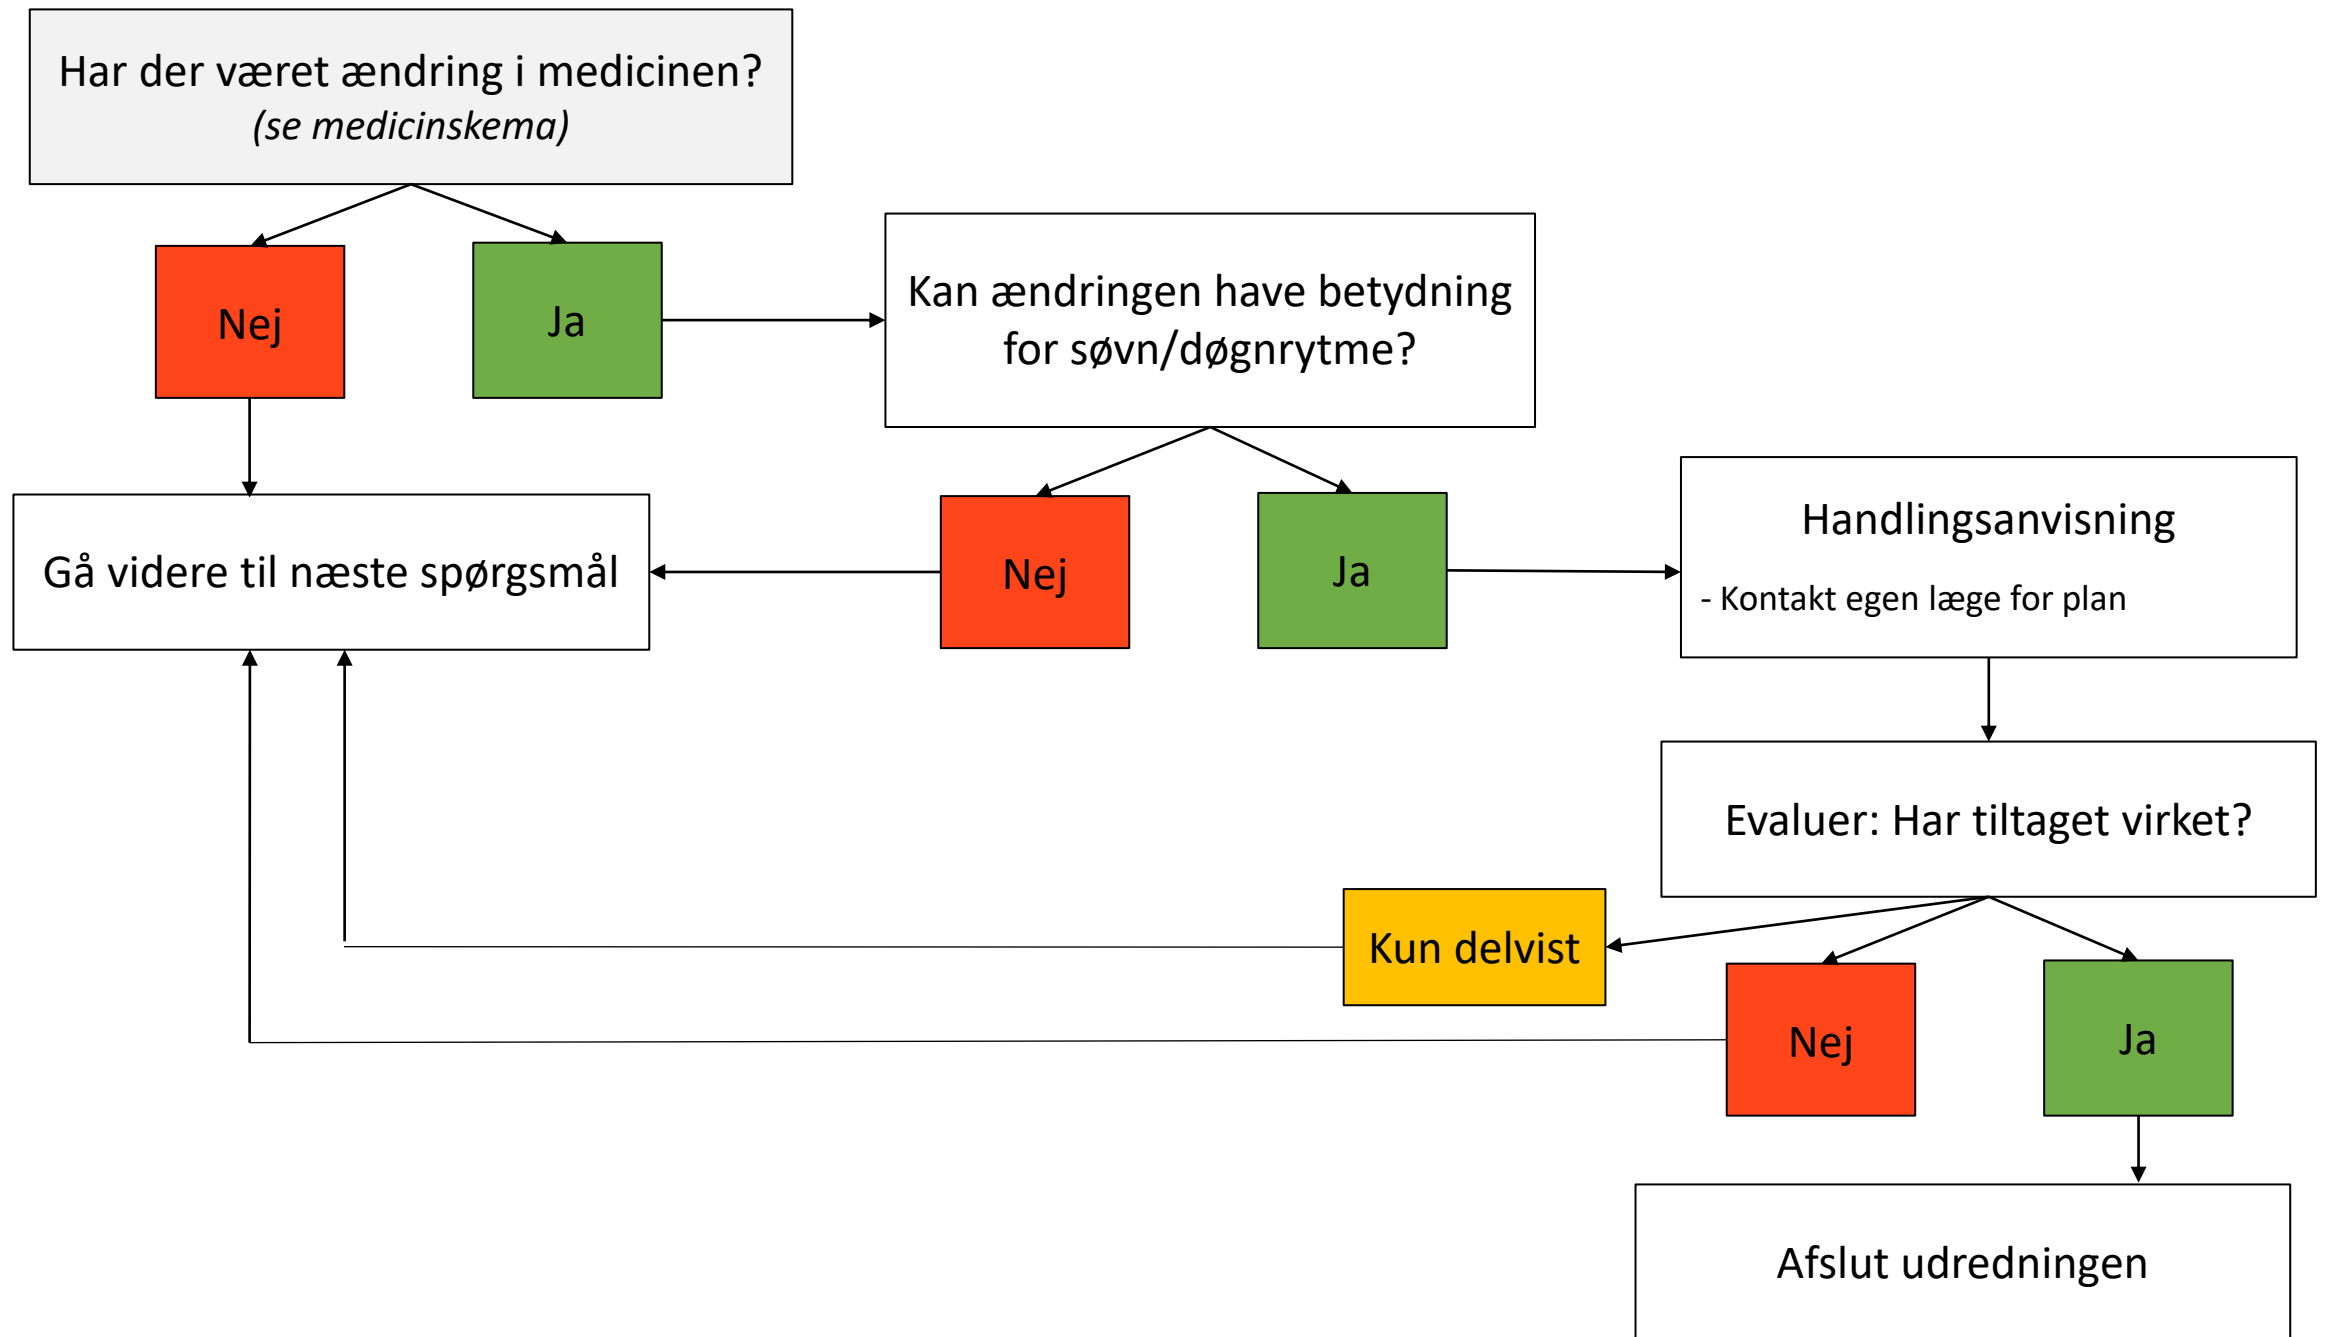 Har der været ændring i medicinen?
(se medicinskema)
Nej
Ja
Kan ændringen have betydning
for søvn/døgnrytme?
Gå videre til næste spørgsmål
Nej
Ja
Handlingsanvisning
- Kontakt egen læge for plan
Evaluer: Har tiltaget virket?
Kun delvist
Nej
Ja
Afslut udredningen